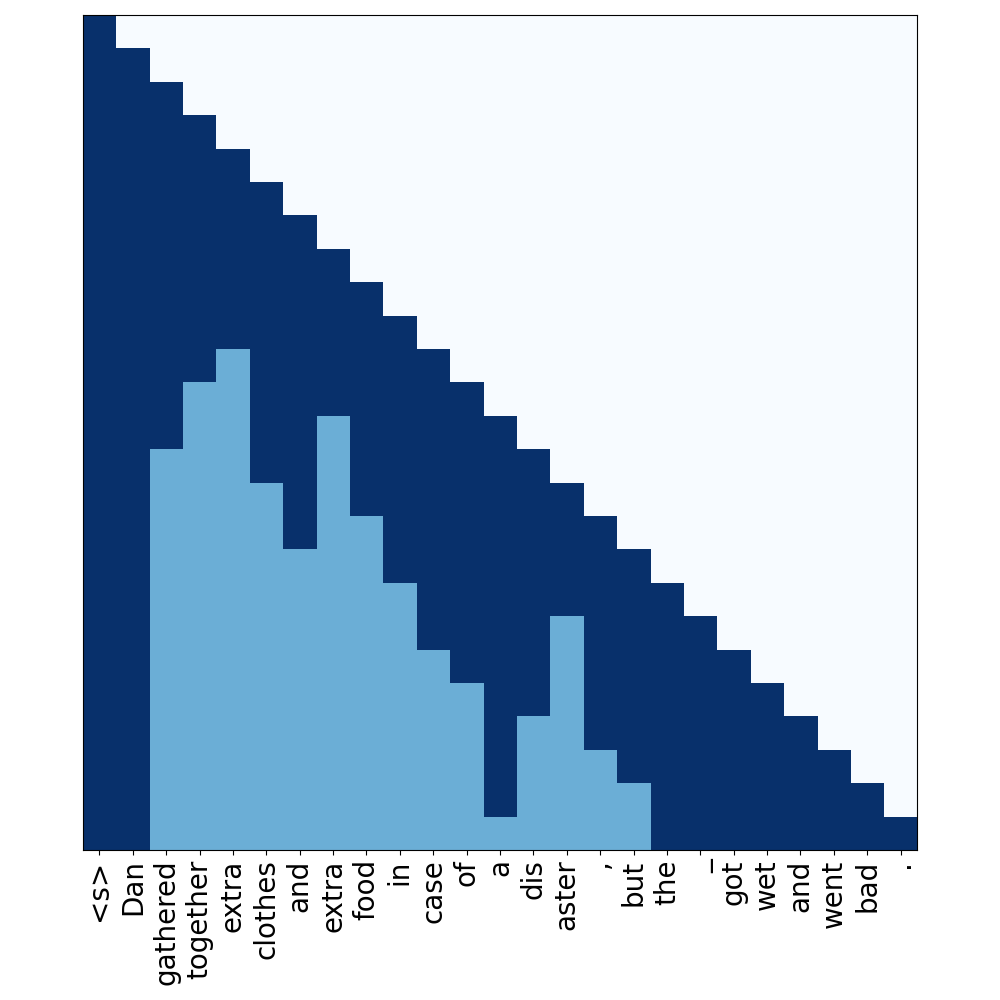 <s> Dan gathered together extra clothes and extra food in case of a dis aster , but the _ got wet and went bad .